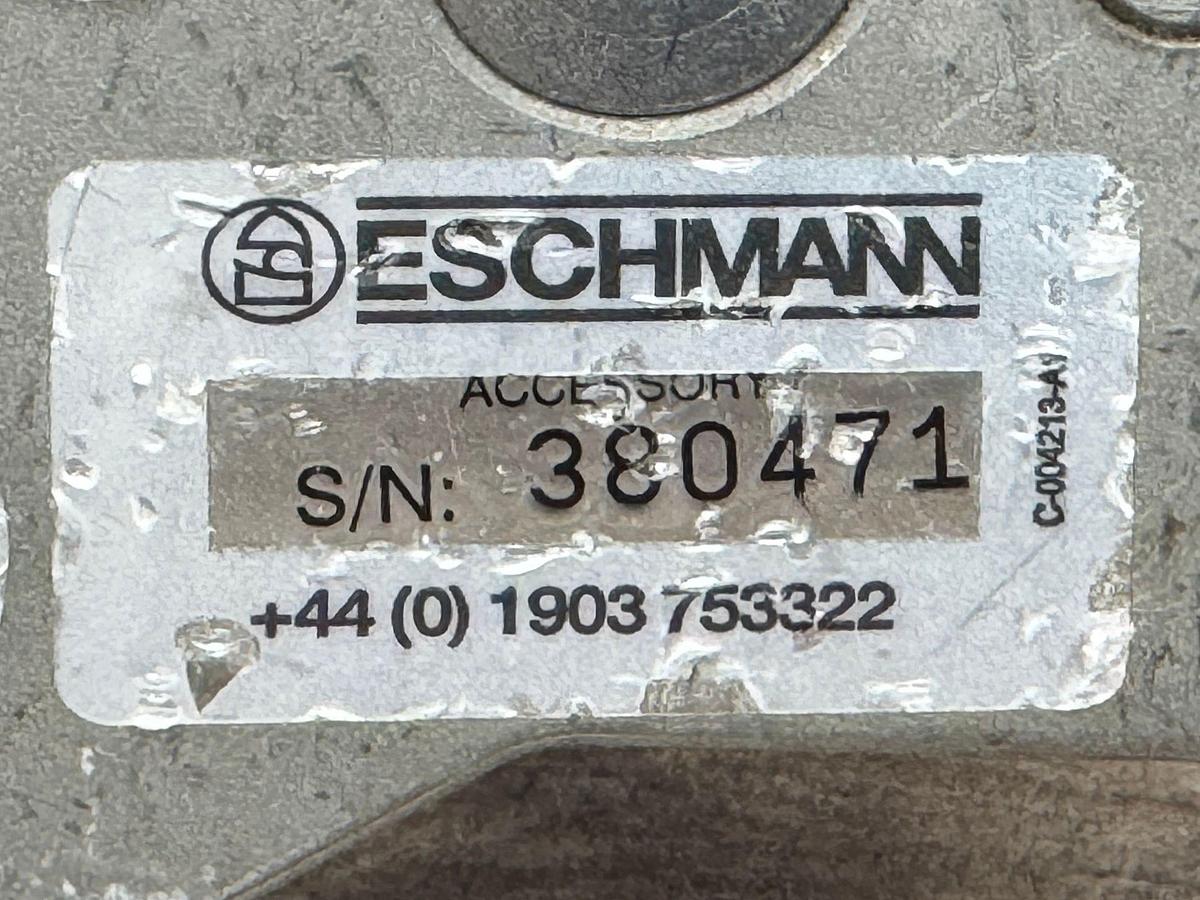 ESCHMANN
ACCESSORY
S/N: 380471
+44 (0) 1903 753322
C-004213-A1